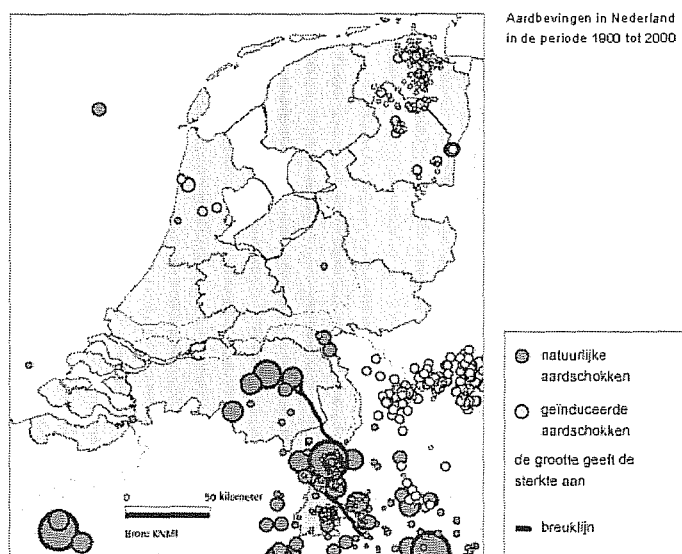 Aardbevingen in Nederland
in de periode 1900 tot 2000
natuurlijke
aardschokken
geïnduceerde
aardschokken
de grootte geeft de
sterkte aan
breuklijn
0 50 kilometer
Bron: KNMI